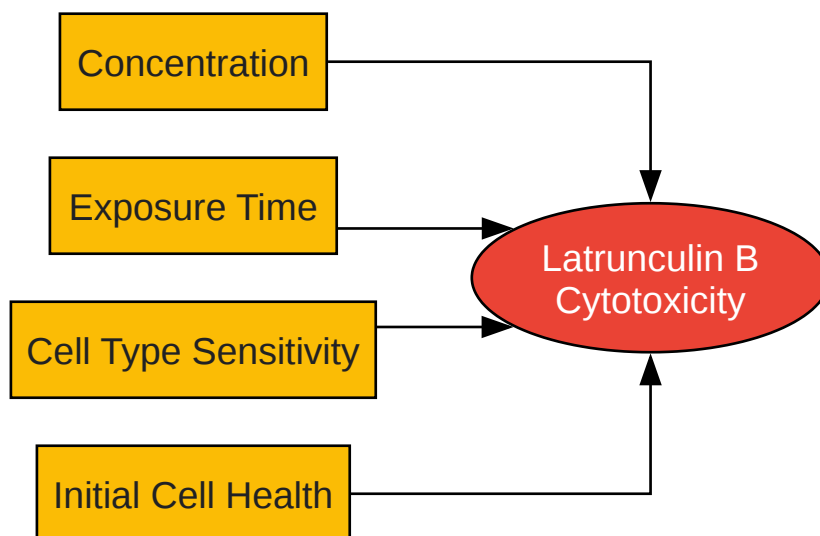 Concentration
Exposure Time
Latrunculin B
Cytotoxicity
Cell Type Sensitivity
Initial Cell Health